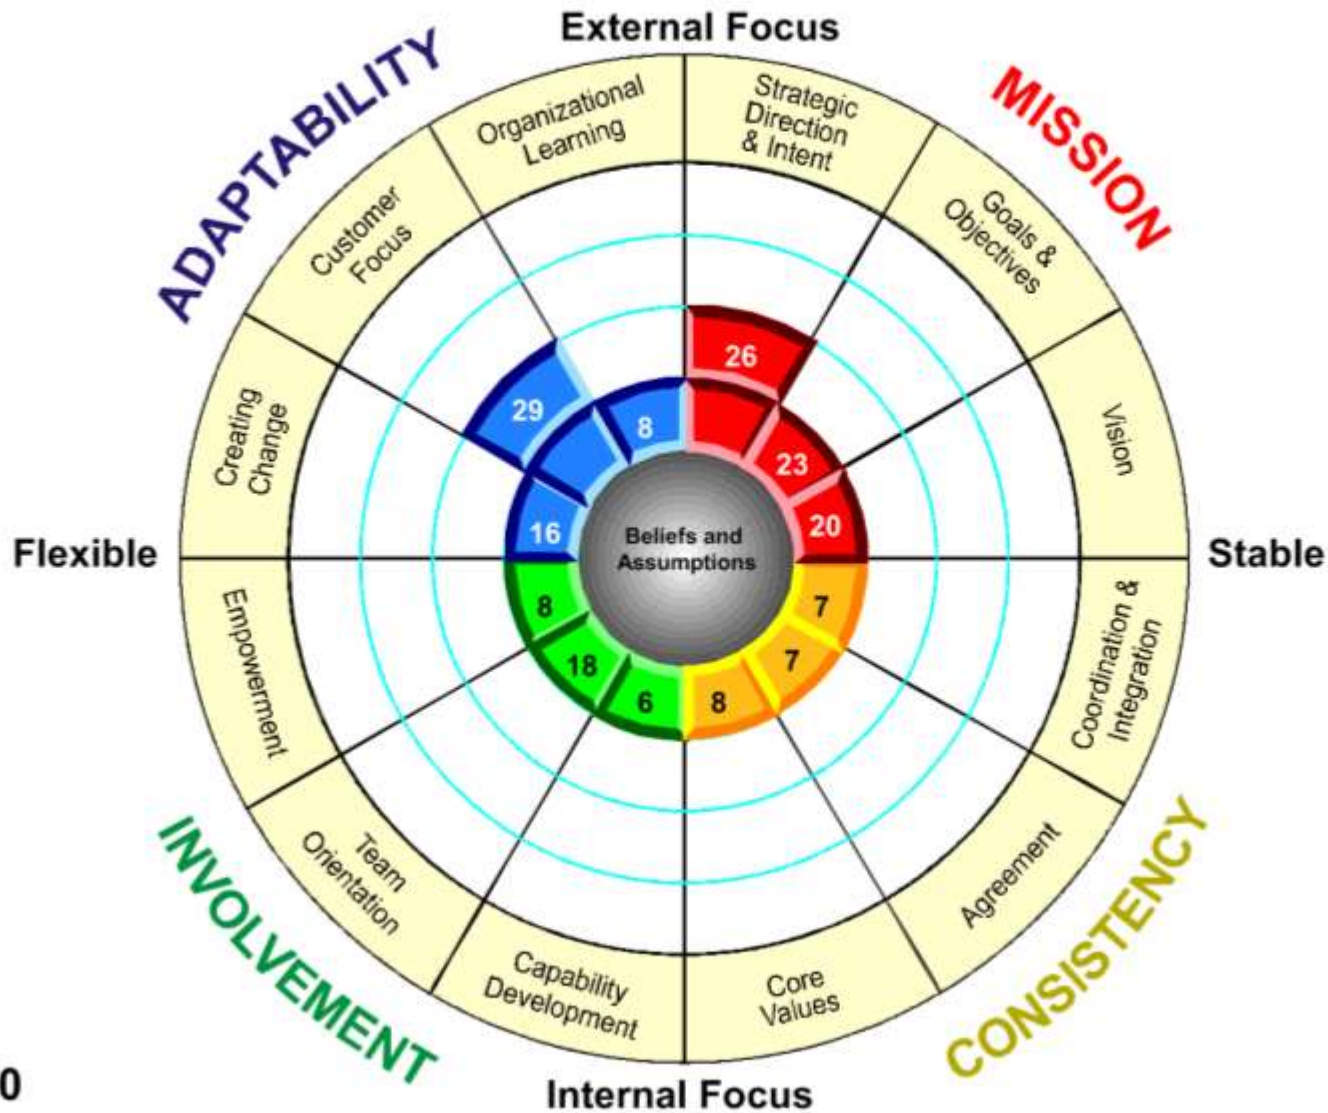 External Focus
ADAPTABILITY
MISSION
Organizational
Learning
Strategic
Direction
& Intent
Customer
Focus
Goals &
Objectives
Creating
Change
Vision
26
29
8
23
16
20
Flexible
Beliefs and
Assumptions
Stable
8
7
18
7
6
8
Empowerment
Coordination &
Integration
Team
Orientation
Agreement
Capability
Development
Core
Values
INVOLVEMENT
CONSISTENCY
0
Internal Focus